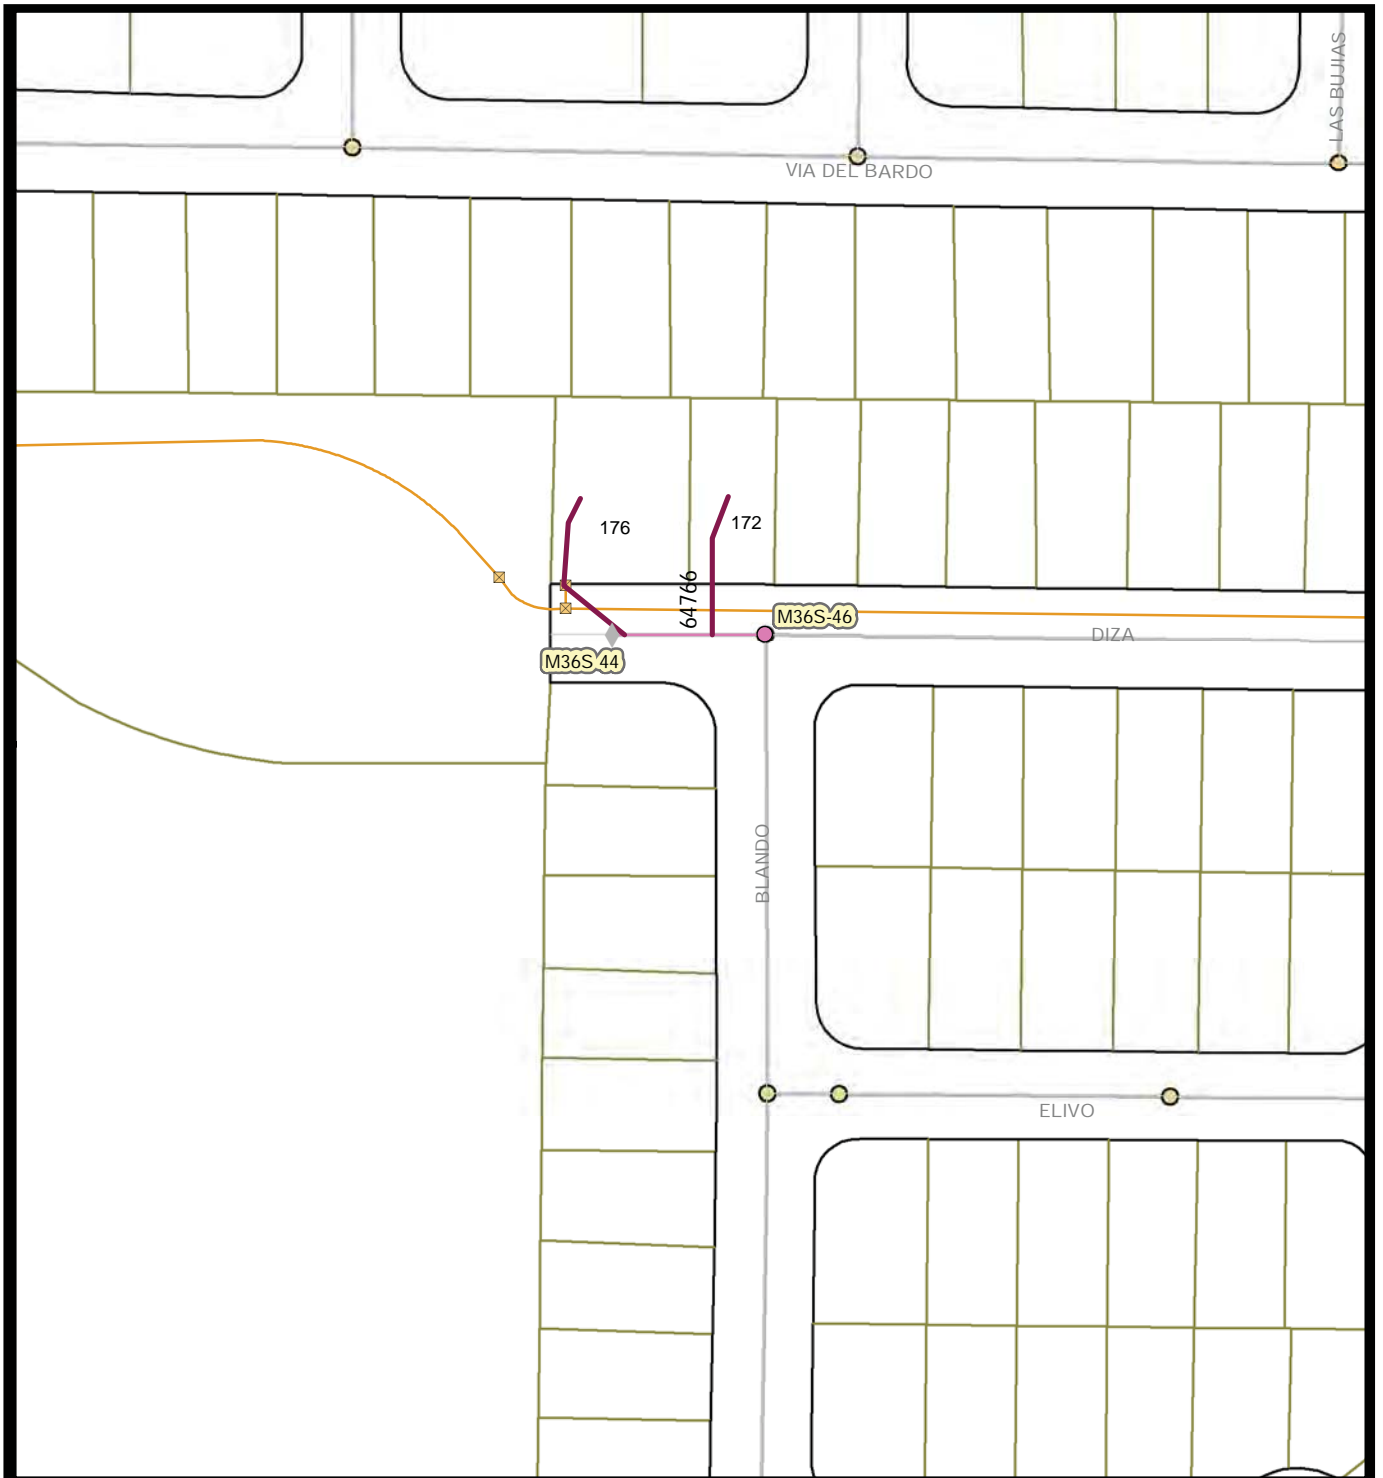 LAS BUJIAS
VIA DEL BARDO
176
172
64766
M36S-46
DIZA
M36S 44
BLANDO
ELIVO